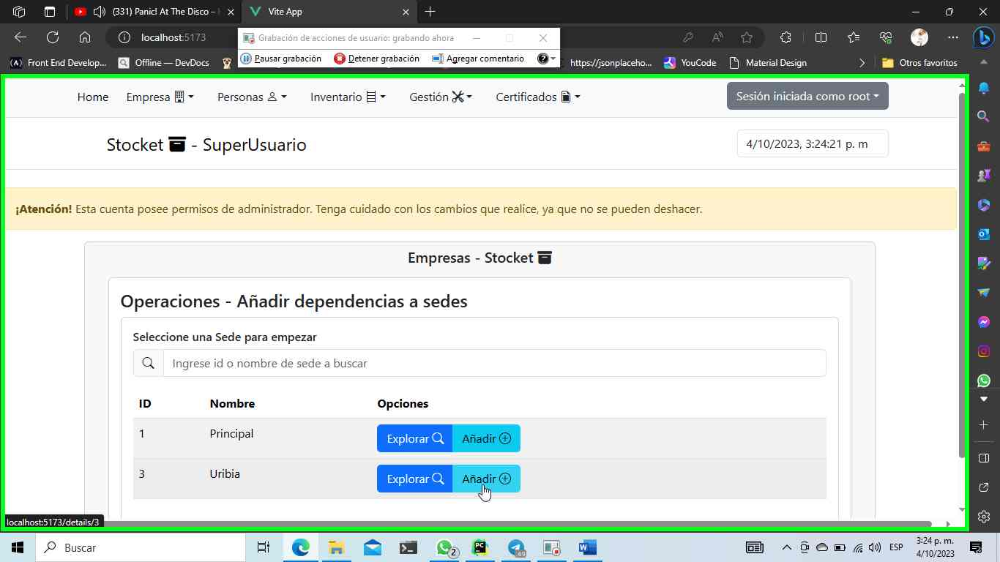 (331) Panic! At The Disco –
Vite App
localhost:5173
Grabación de acciones de usuario: grabando ahora
Pausar grabación
Detener grabación
Agregar comentario
Front End Develop...
Offline — DevDocs
https://jsonplaceho...
YouCode
Material Design
Otros favoritos
Home
Empresa
Personas
Inventario
Gestión
Certificados
Sesión iniciada como root
Stocket - SuperUsuario
4/10/2023, 3:24:21 p. m
¡Atención! Esta cuenta posee permisos de administrador. Tenga cuidado con los cambios que realice, ya que no se pueden deshacer.
Empresas - Stocket
Operaciones - Añadir dependencias a sedes
Seleccione una Sede para empezar
Ingrese id o nombre de sede a buscar
ID Nombre Opciones
1 Principal Explorar Añadir
3 Uribia Explorar Añadir
localhost:5173/details/3
Buscar
2
ESP
3:24 p. m.
4/10/2023